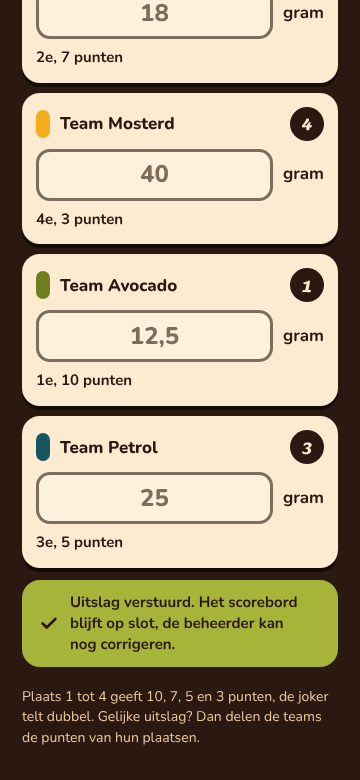 18 gram
2e, 7 punten
Team Mosterd 4
40 gram
4e, 3 punten
Team Avocado 1
12,5 gram
1e, 10 punten
Team Petrol 3
25 gram
3e, 5 punten
Uitslag verstuurd. Het scorebord
blijft op slot, de beheerder kan
nog corrigeren.
Plaats 1 tot 4 geeft 10, 7, 5 en 3 punten, de joker
telt dubbel. Gelijke uitslag? Dan delen de teams
de punten van hun plaatsen.